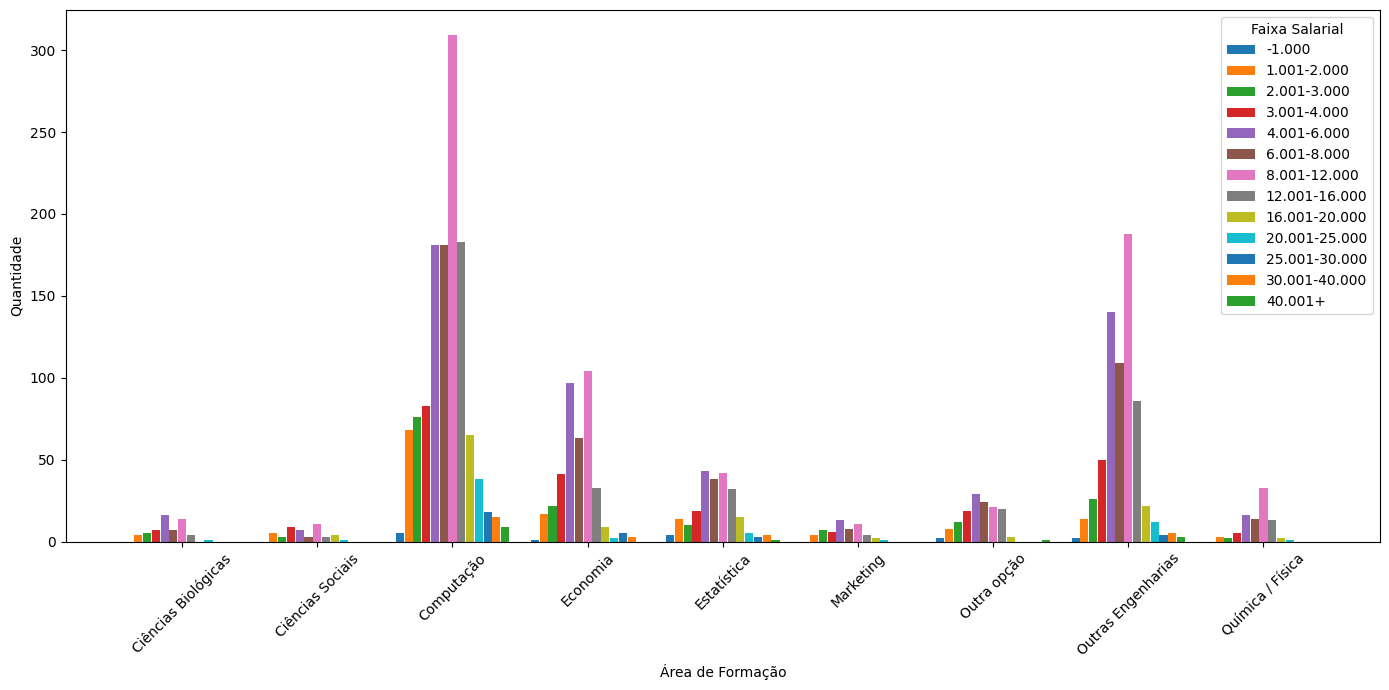 Faixa Salarial
-1.000
1.001-2.000
2.001-3.000
3.001-4.000
4.001-6.000
6.001-8.000
8.001-12.000
12.001-16.000
16.001-20.000
20.001-25.000
25.001-30.000
30.001-40.000
40.001+
Quantidade
300
250
200
150
100
50
0
Ciências Biológicas
Ciências Sociais
Computação
Economia
Estatística
Marketing
Outra opção
Outras Engenharias
Química / Física
Área de Formação